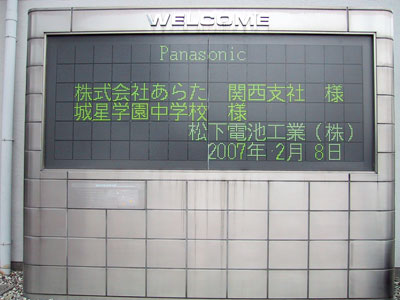 WELCOME
Panasonic
株式会社あらた 関西支社 様
城星学園中学校 様
松下電池工業（株）
2007年 2月 8日